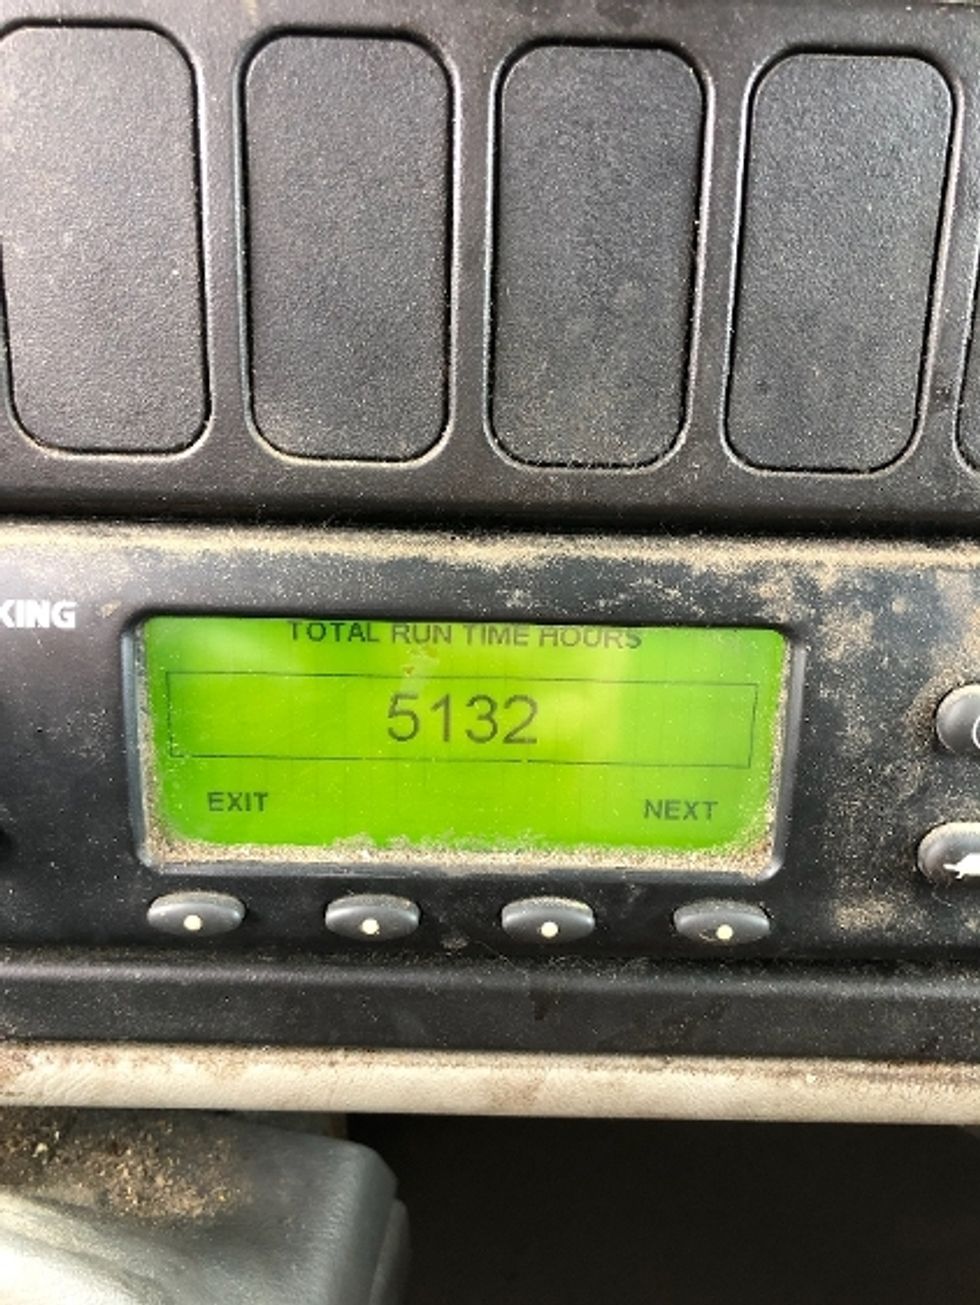 KING
TOTAL RUN TIME HOURS
5132
EXIT NEXT